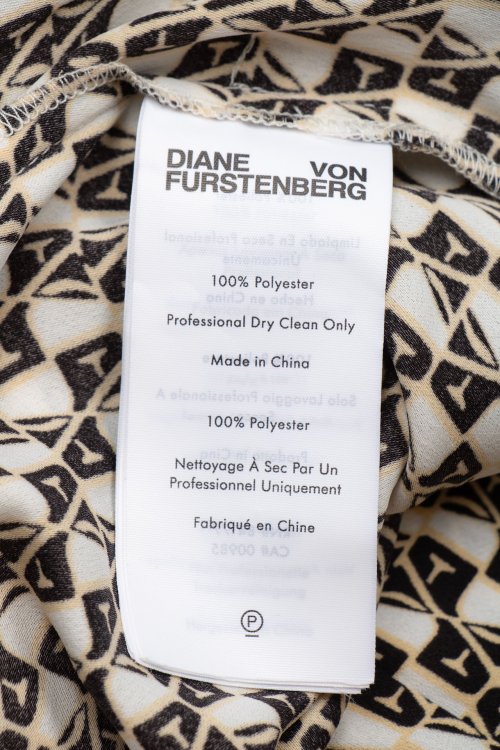 DIANE VON
FURSTENBERG
100% Polyester
Professional Dry Clean Only
Made in China
100% Polyester
Nettoyage À Sec Par Un
Professionnel Uniquement
Fabriqué en Chine
P